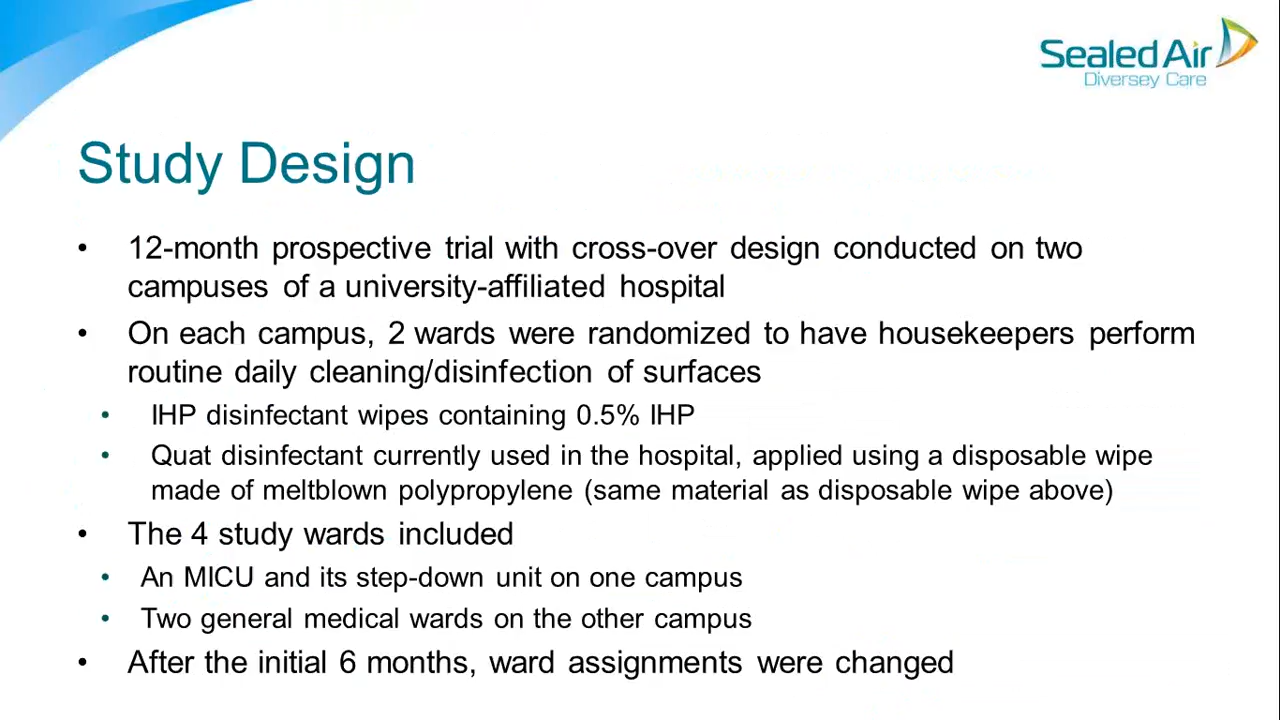 Sealed Air
Diversey Care
Study Design
• 12-month prospective trial with cross-over design conducted on two
campuses of a university-affiliated hospital
• On each campus, 2 wards were randomized to have housekeepers perform
routine daily cleaning/disinfection of surfaces
• IHP disinfectant wipes containing 0.5% IHP
• Quat disinfectant currently used in the hospital, applied using a disposable wipe
made of meltblown polypropylene (same material as disposable wipe above)
• The 4 study wards included
• An MICU and its step-down unit on one campus
• Two general medical wards on the other campus
• After the initial 6 months, ward assignments were changed